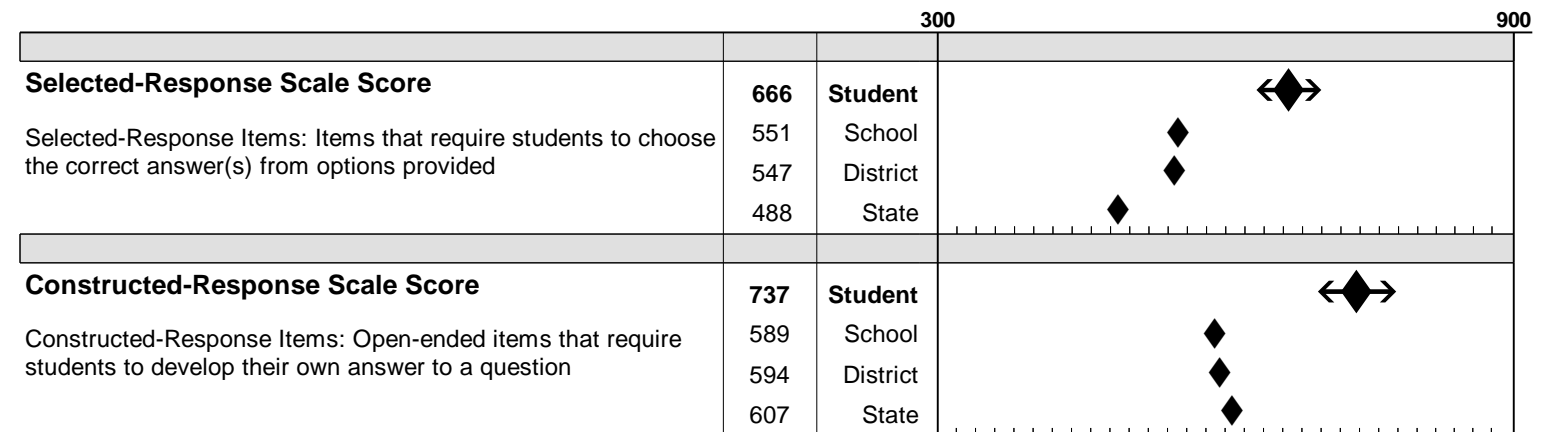 300 900
Selected-Response Scale Score
666 Student
Selected-Response Items: Items that require students to choose
the correct answer(s) from options provided
551 School
547 District
488 State
Constructed-Response Scale Score
737 Student
Constructed-Response Items: Open-ended items that require
students to develop their own answer to a question
589 School
594 District
607 State